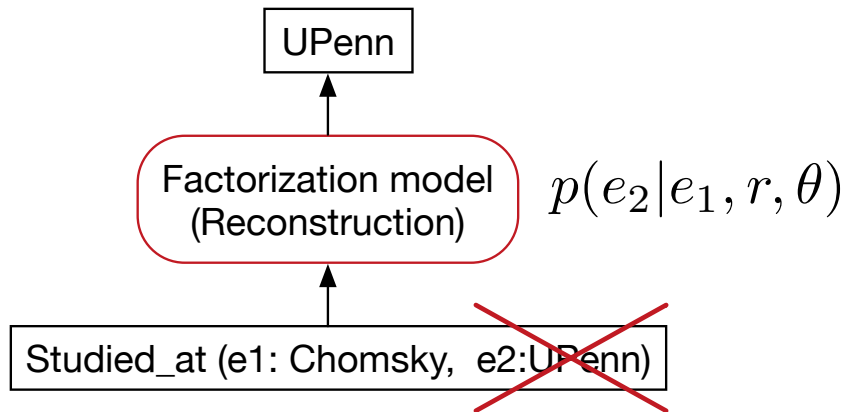 UPenn
Factorization model
(Reconstruction)
p(e₂|e₁, r, θ)
Studied_at (e1: Chomsky, e2:UPenn)